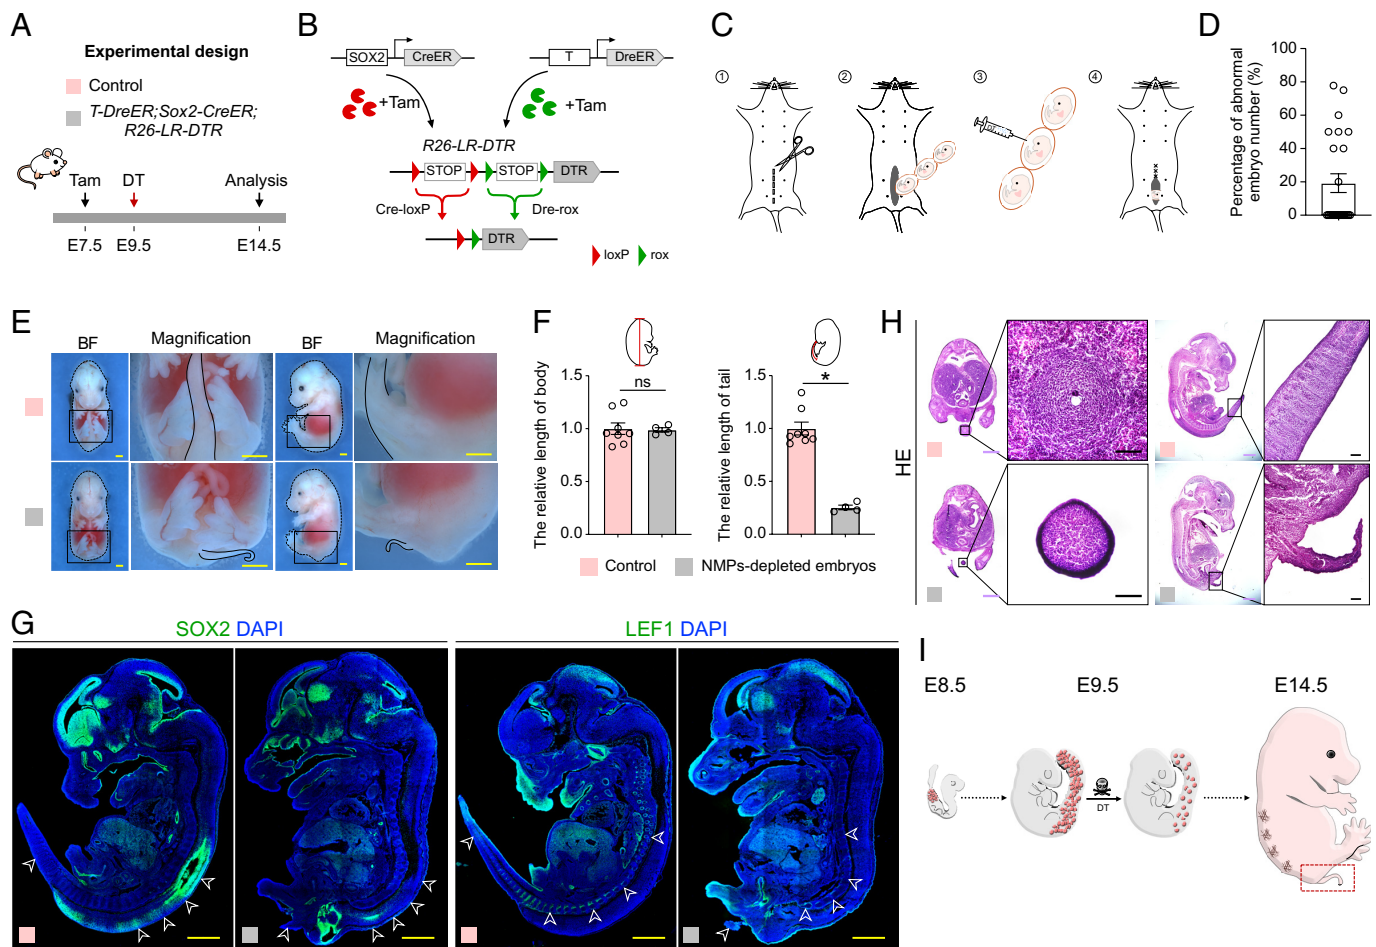 A
Experimental design
Control
T-DreER;Sox2-CreER;
R26-LR-DTR
Tam
DT
Analysis
E7.5
E9.5
E14.5
B
SOX2
CreER
T
DreER
+Tam
+Tam
R26-LR-DTR
STOP
STOP
DTR
Cre-loxP
Dre-rox
DTR
loxP
rox
C
1
2
3
4
D
Percentage of abnormal
embryo number (%)
100
80
60
40
20
0
E
BF
Magnification
BF
Magnification
F
The relative length of body
1.5
1.0
0.5
0.0
ns
The relative length of tail
1.5
1.0
0.5
0.0
*
Control
NMPs-depleted embryos
H
HE
G
SOX2 DAPI
LEF1 DAPI
I
E8.5
E9.5
E14.5
DT